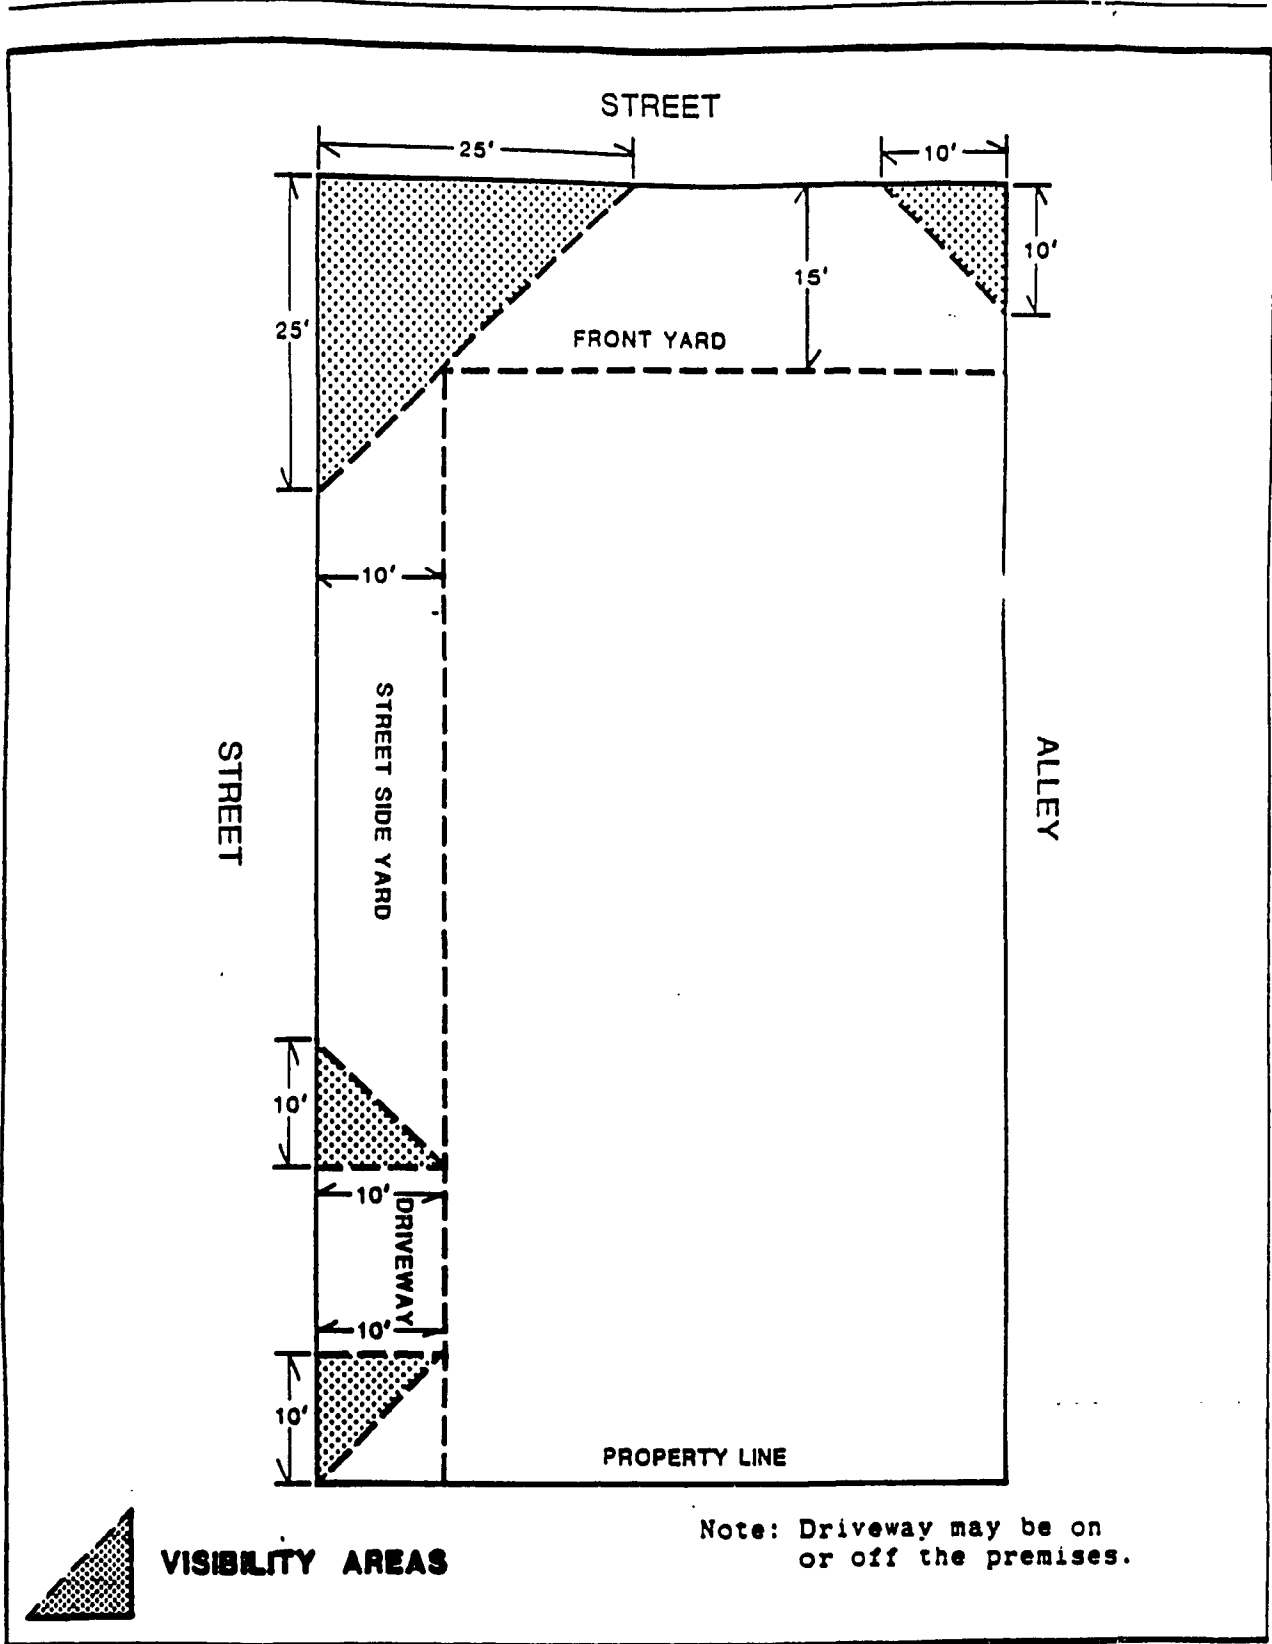 STREET
25'
10'
25'
15'
10'
FRONT YARD
10'
STREET SIDE YARD
STREET
ALLEY
10'
10'
DRIVEWAY
10'
10'
PROPERTY LINE
Note: Driveway may be on
or off the premises.
VISIBILITY AREAS